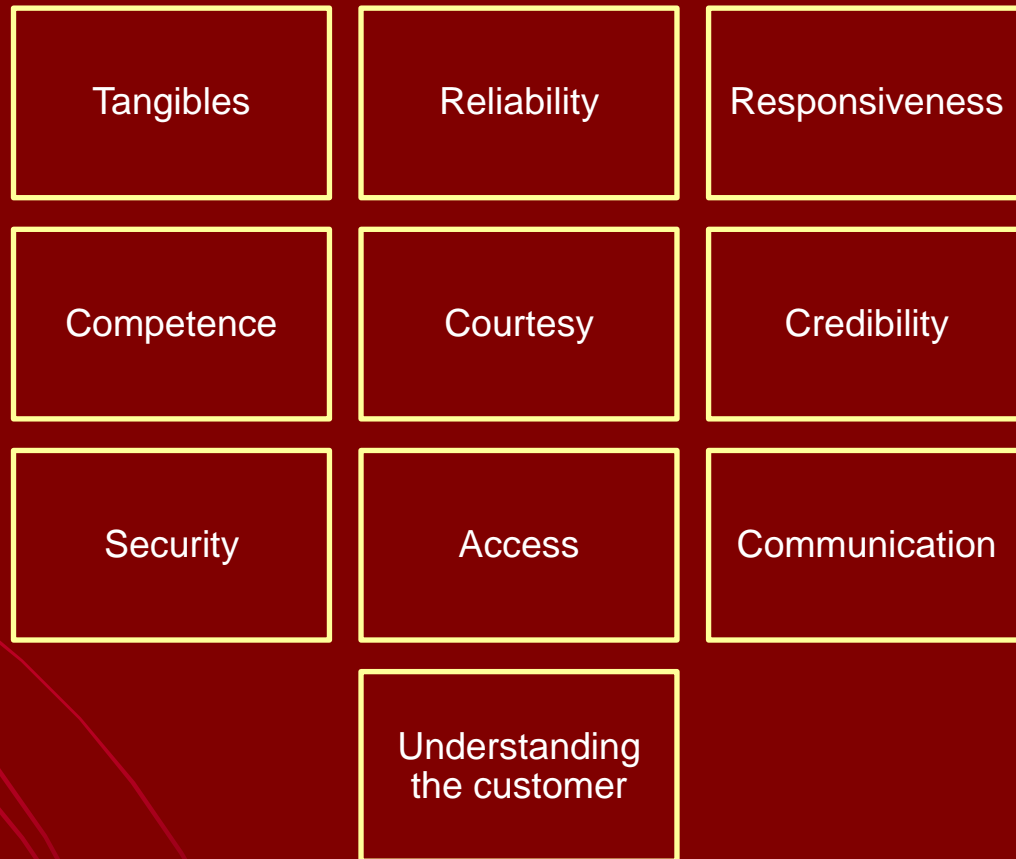 Tangibles
Reliability
Responsiveness
Competence
Courtesy
Credibility
Security
Access
Communication
Understanding
the customer